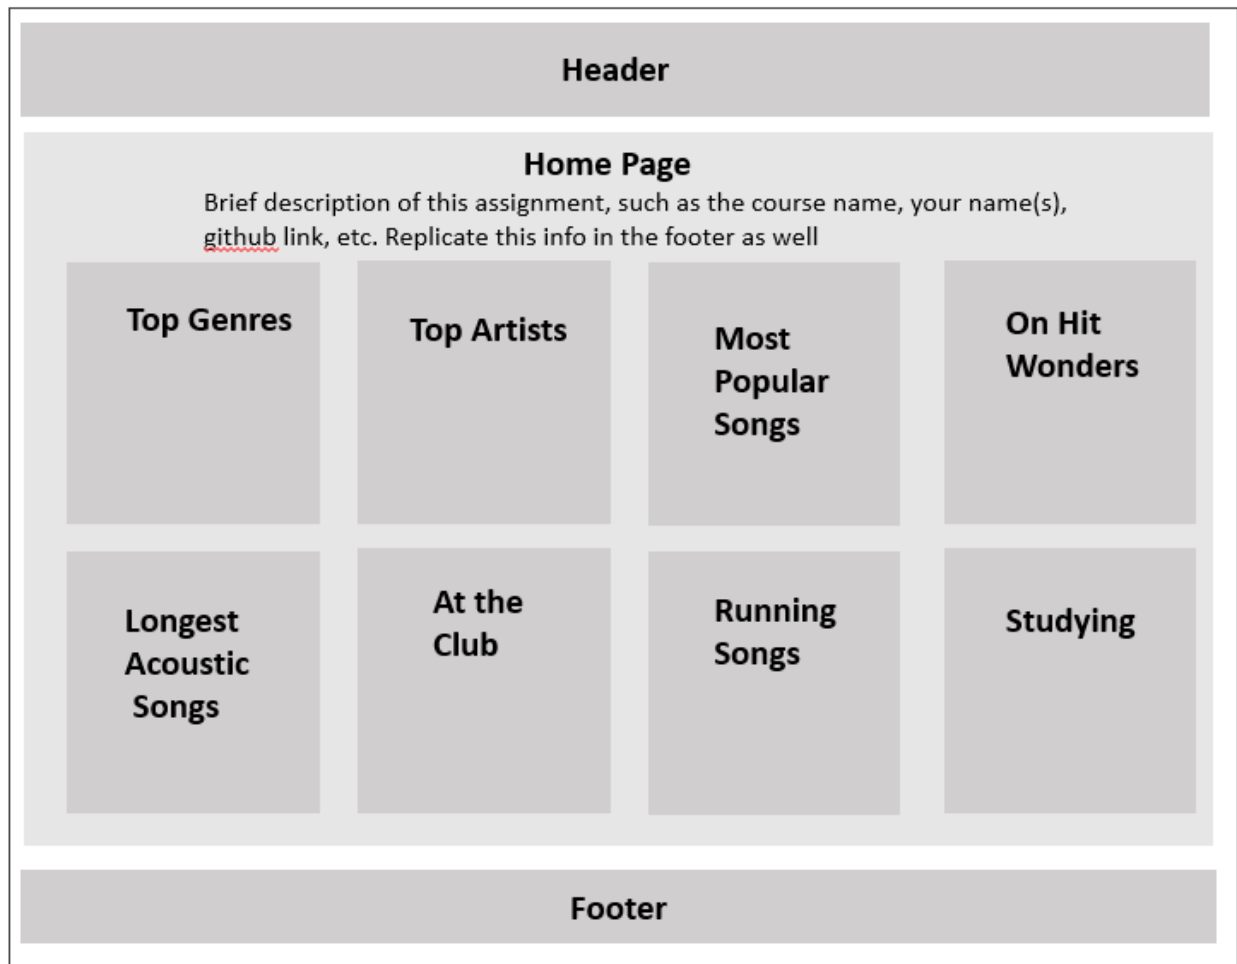 Header
Home Page
Brief description of this assignment, such as the course name, your name(s),
github link, etc. Replicate this info in the footer as well
Top Genres
Top Artists
Most
Popular
Songs
On Hit
Wonders
Longest
Acoustic
Songs
At the
Club
Running
Songs
Studying
Footer